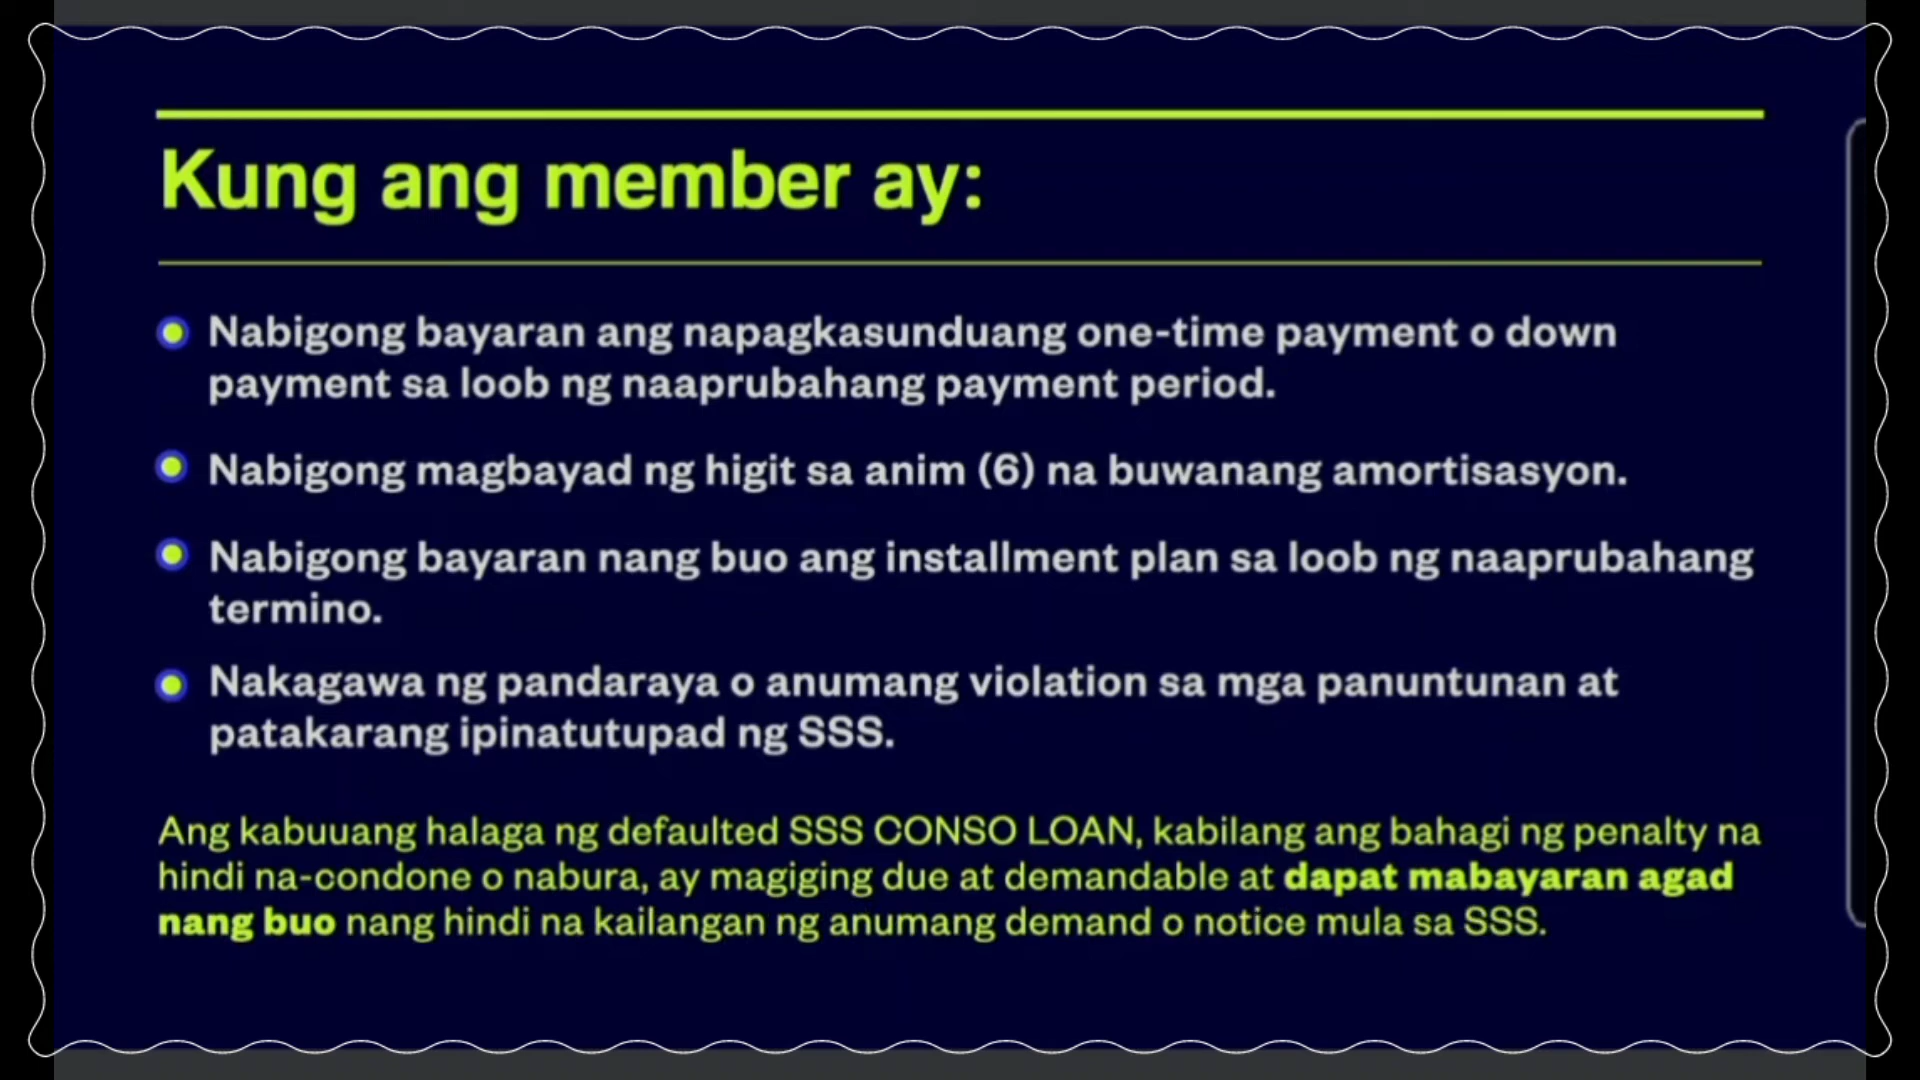 Kung ang member ay:
Nabigong bayaran ang napagkasunduang one-time payment o down
payment sa loob ng naaprubahang payment period.
Nabigong magbayad ng higit sa anim (6) na buwanang amortisasyon.
Nabigong bayaran nang buo ang installment plan sa loob ng naaprubahang
termino.
Nakagawa ng pandaraya o anumang violation sa mga panuntunan at
patakarang ipinatutupad ng SSS.
Ang kabuuang halaga ng defaulted SSS CONSO LOAN, kabilang ang bahagi ng penalty na
hindi na-condone o nabura, ay magiging due at demandable at dapat mabayaran agad
nang buo nang hindi na kailangan ng anumang demand o notice mula sa SSS.